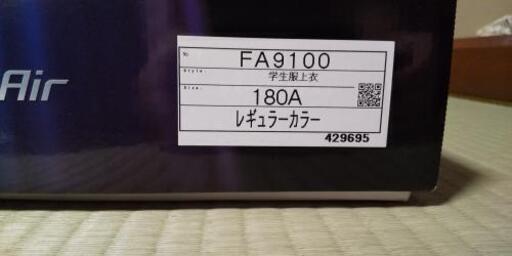 Air
No FA9100
Style. 学生服上衣
Size. 180A
レギュラーカラー
429695